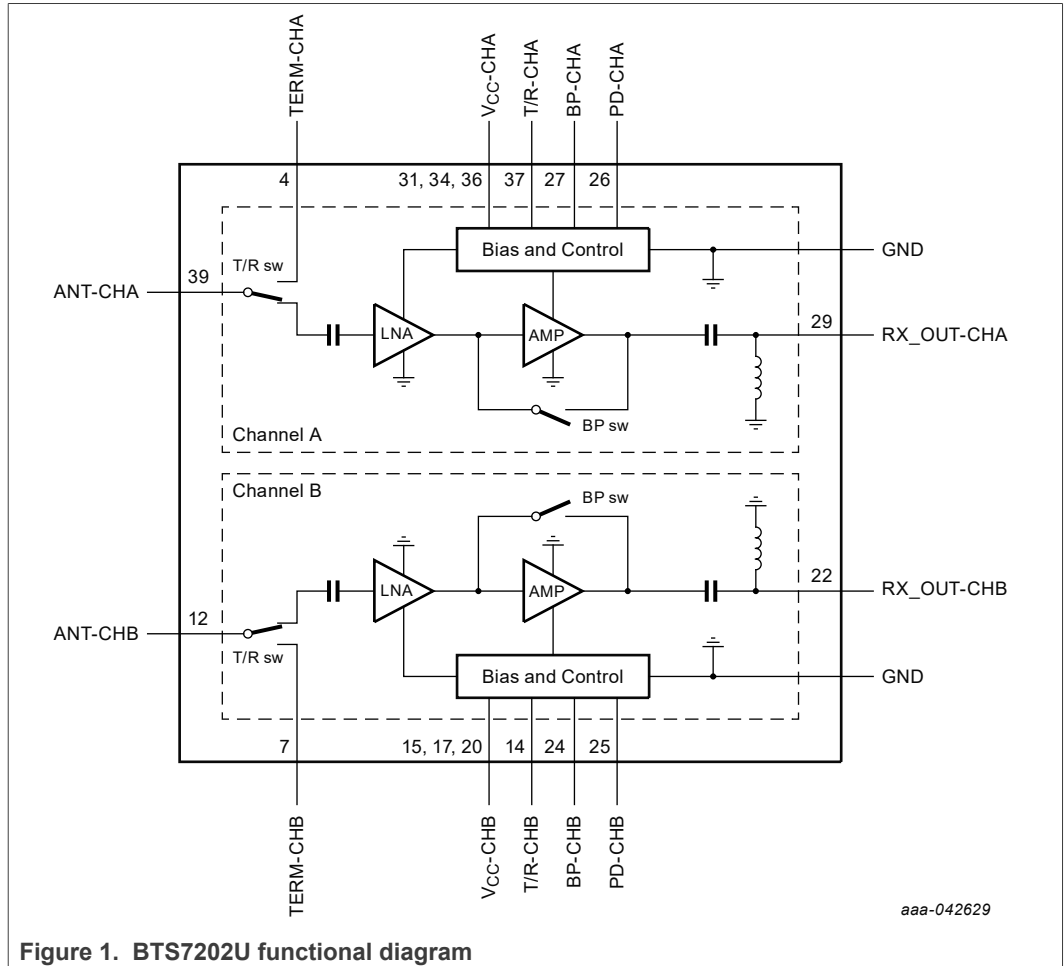 TERM-CHA
VCC-CHA
T/R-CHA
BP-CHA
PD-CHA
4
31, 34, 36
37
27
26
Bias and Control
GND
T/R sw
39
ANT-CHA
LNA
AMP
29
RX_OUT-CHA
BP sw
Channel A
Channel B
BP sw
LNA
AMP
22
RX_OUT-CHB
12
ANT-CHB
T/R sw
Bias and Control
GND
7
15, 17, 20
14
24
25
TERM-CHB
VCC-CHB
T/R-CHB
BP-CHB
PD-CHB
aaa-042629
Figure 1. BTS7202U functional diagram